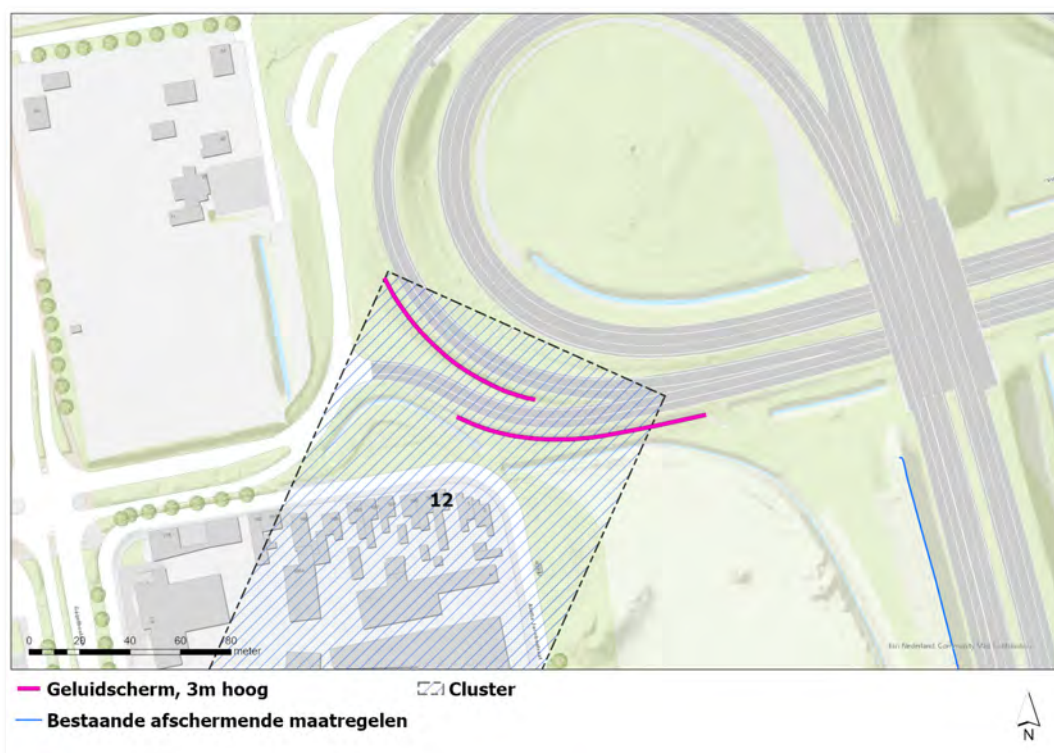 12
0 20 40 60 80
meter
Geluidscherm, 3m hoog
Cluster
Bestaande afschermende maatregelen
N